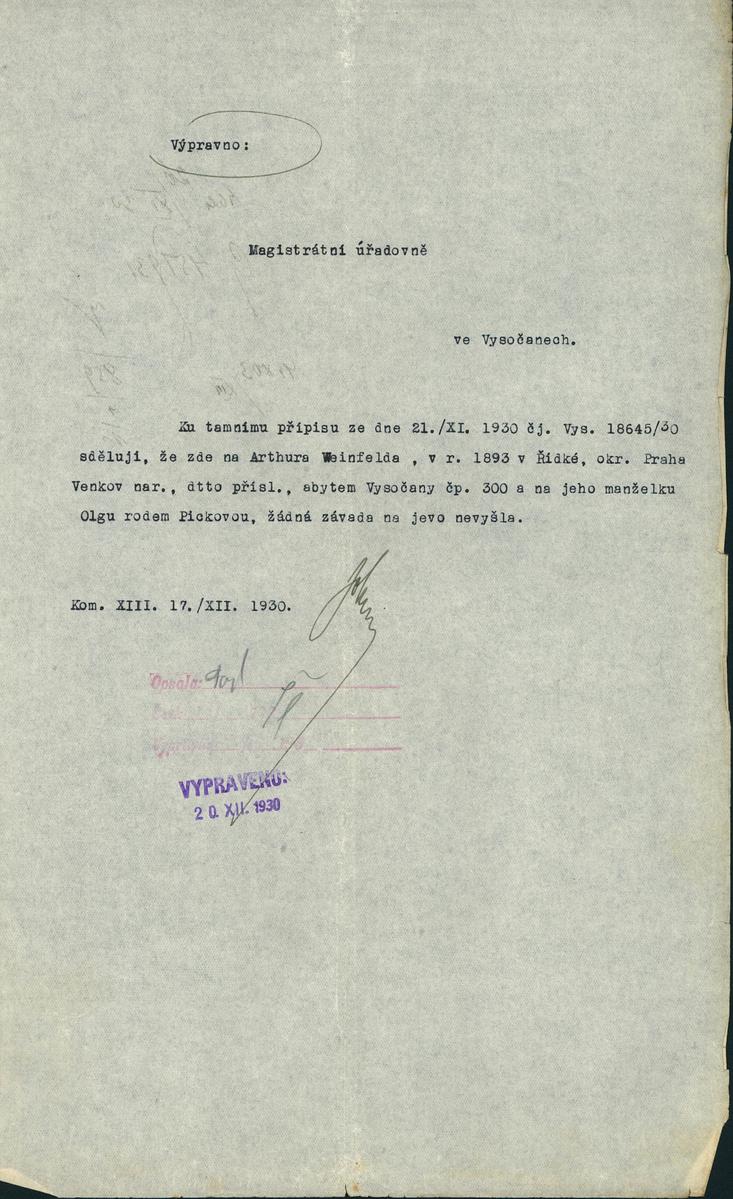 Výpravno:
Magistrátní úřadovně
ve Vysočanech.
Ku tamnímu přípisu ze dne 21./XI. 1930 čj. Vys. 18645/30
sděluji, že zde na Arthura Weinfelda , v r. 1893 v Řidké, okr. Praha
Venkov nar., dtto přísl., abytem Vysočany čp. 300 a na jeho manželku
Olgu rodem Pickovou, žádná závada na jevo nevyšla.
Kom. XIII. 17./XII. 1930.
Opsala:
VYPRAVENO:
20. XII. 1930